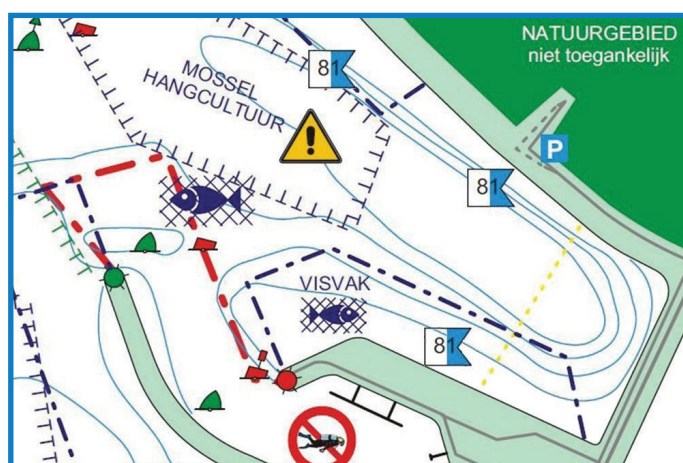 NATUURGEBIED
niet toegankelijk
MOSSEL
HANGCULTUUR
81
P
81
VISVAK
81